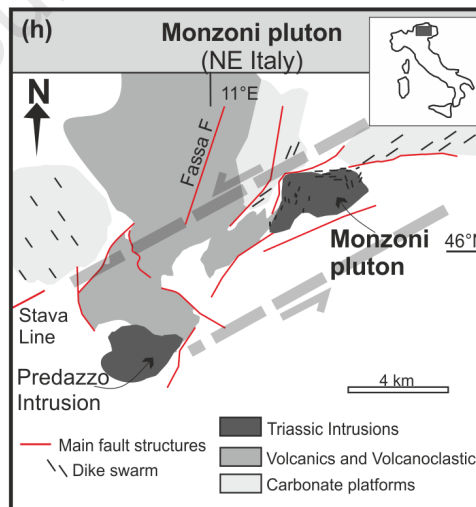 (h)
Monzoni pluton
(NE Italy)
N
11°E
Fassa F
Monzoni
pluton
46°N
Stava
Line
Predazzo
Intrusion
4 km
Main fault structures
Dike swarm
Triassic Intrusions
Volcanics and Volcanoclastic
Carbonate platforms